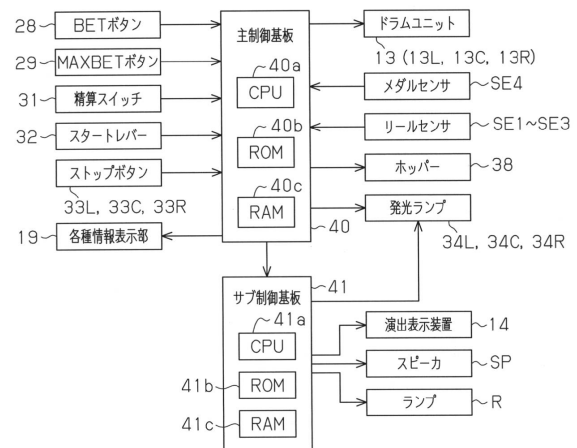 28 BETボタン
29 MAXBETボタン
31 精算スイッチ
32 スタートレバー
ストップボタン
33L, 33C, 33R
19 各種情報表示部
主制御基板
40a
CPU
40b
ROM
40c
RAM
40
ドラムユニット
13 (13L, 13C, 13R)
メダルセンサ SE4
リールセンサ SE1~SE3
ホッパー 38
発光ランプ
34L, 34C, 34R
サブ制御基板 41
41a
CPU
41b ROM
41c RAM
演出表示装置 14
スピーカ SP
ランプ R